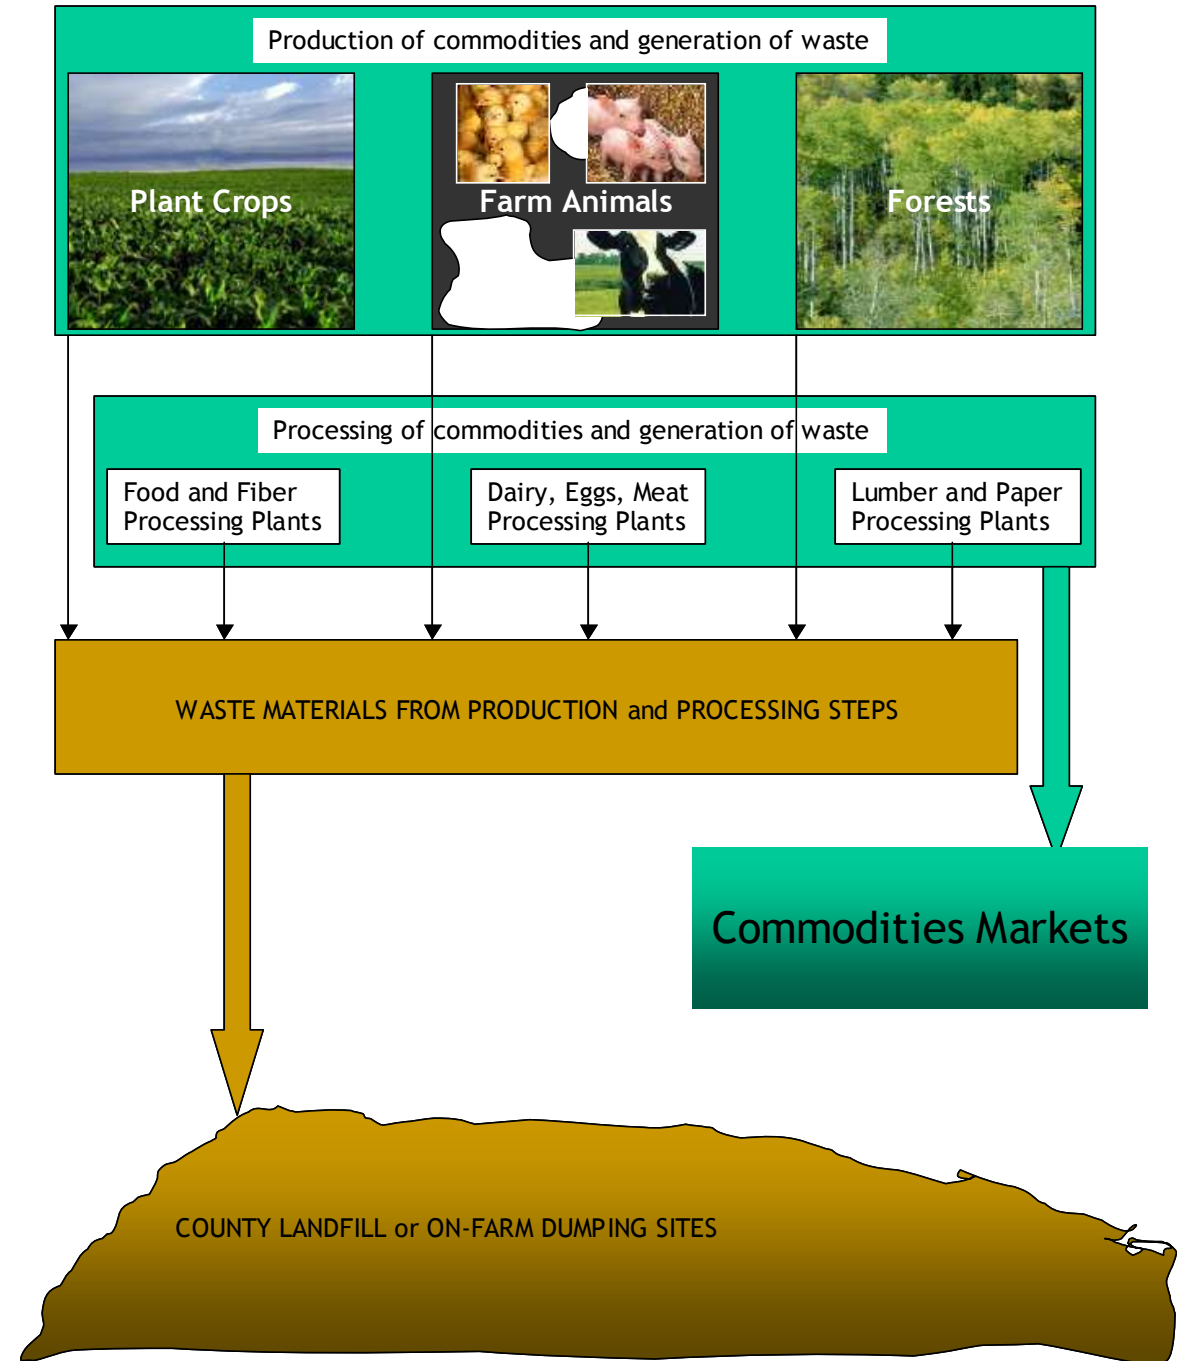 Production of commodities and generation of waste
Plant Crops
Farm Animals
Forests
Processing of commodities and generation of waste
Food and Fiber
Processing Plants
Dairy, Eggs, Meat
Processing Plants
Lumber and Paper
Processing Plants
WASTE MATERIALS FROM PRODUCTION and PROCESSING STEPS
Commodities Markets
COUNTY LANDFILL or ON-FARM DUMPING SITES